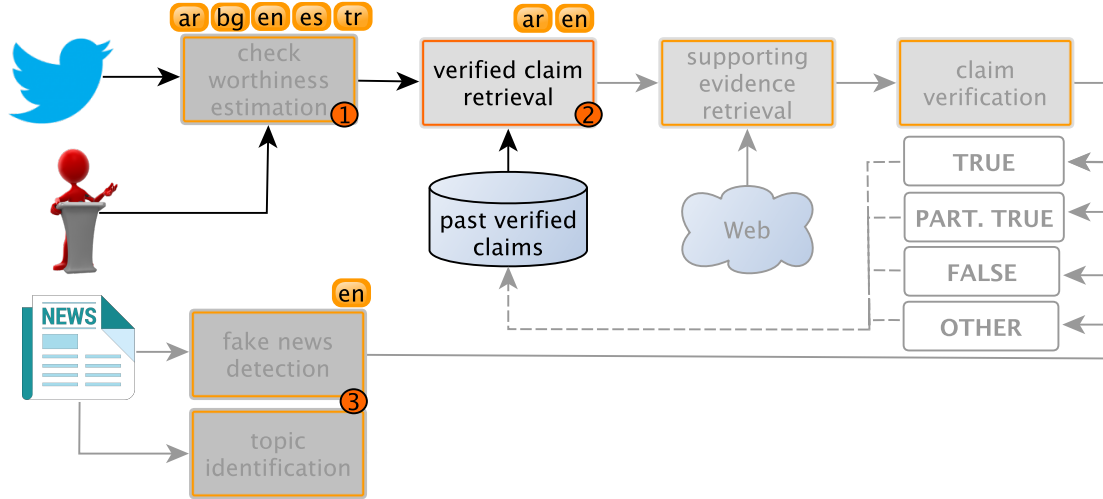 ar bg en es tr
ar en
check
worthiness
estimation
1
verified claim
retrieval
2
supporting
evidence
retrieval
claim
verification
past verified
claims
Web
TRUE
PART. TRUE
FALSE
OTHER
NEWS
en
fake news
detection
3
topic
identification